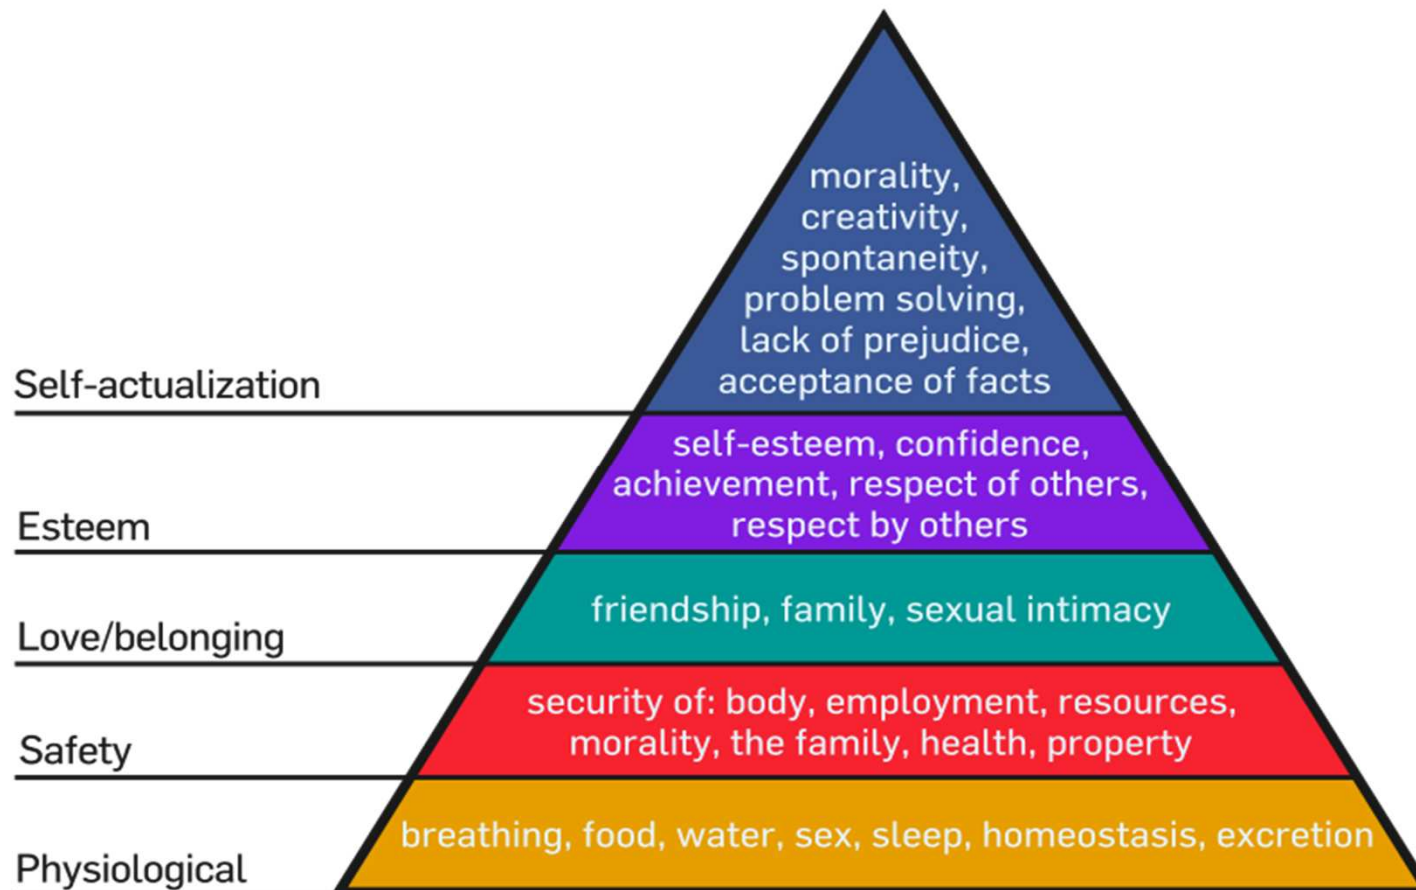 morality,
creativity,
spontaneity,
problem solving,
lack of prejudice,
acceptance of facts
Self-actualization
self-esteem, confidence,
achievement, respect of others,
respect by others
Esteem
friendship, family, sexual intimacy
Love/belonging
security of: body, employment, resources,
morality, the family, health, property
Safety
breathing, food, water, sex, sleep, homeostasis, excretion
Physiological